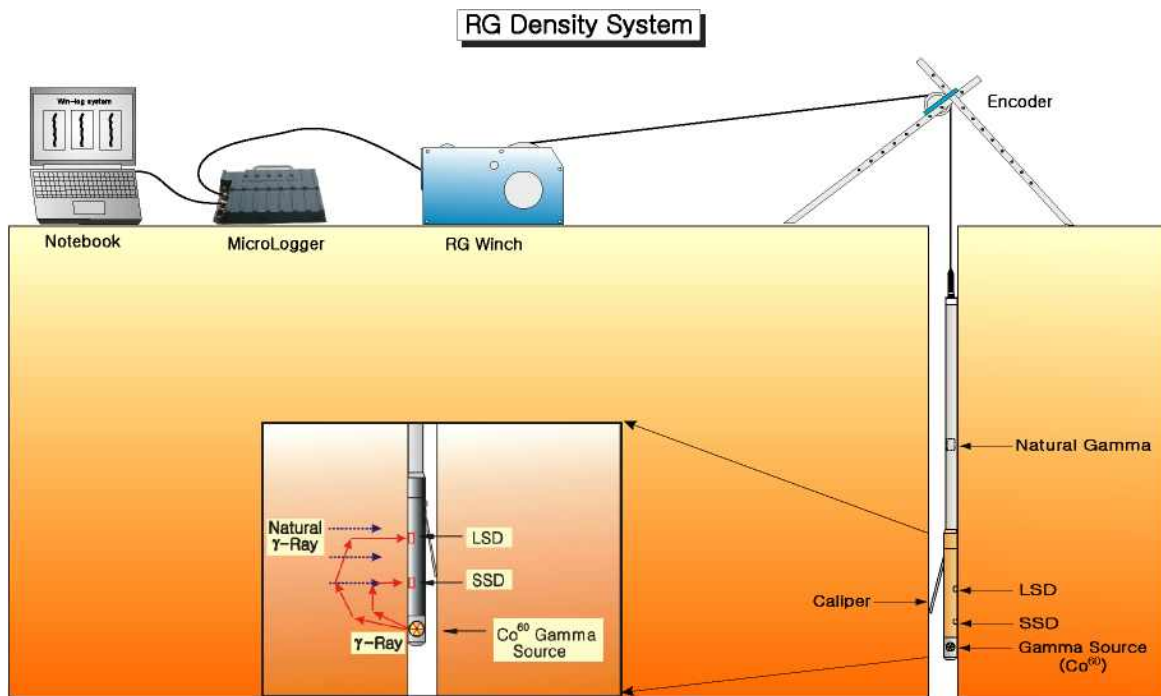 RG Density System
Win-log system
Encoder
Notebook
MicroLogger
RG Winch
Natural Gamma
Natural
γ-Ray
LSD
SSD
γ-Ray
Co⁶⁰ Gamma
Source
Caliper
LSD
SSD
Gamma Source
(Co⁶⁰)